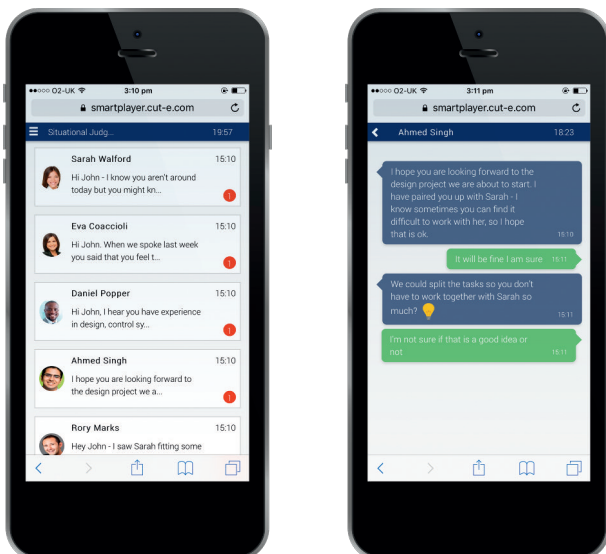 O2-UK 3:10 pm
smartplayer.cut-e.com
Situational Judg... 19:57
Sarah Walford 15:10
Hi John - I know you aren't around
today but you might kn...
1
Eva Coaccioli 15:10
Hi John. When we spoke last week
you said that you feel t...
1
Daniel Popper 15:10
Hi John, I hear you have experience
in design, control sy...
1
Ahmed Singh 15:10
I hope you are looking forward to
the design project we a...
1
Rory Marks 15:10
Hey John - I saw Sarah fitting some
O2-UK 3:11 pm
smartplayer.cut-e.com
Ahmed Singh 18:23
I hope you are looking forward to the
design project we are about to start. I
have paired you up with Sarah - I
know sometimes you can find it
difficult to work with her, so I hope
that is ok. 15:10
It will be fine I am sure 15:11
We could split the tasks so you don't
have to work together with Sarah so
much? 15:11
I'm not sure if that is a good idea or
not 15:11